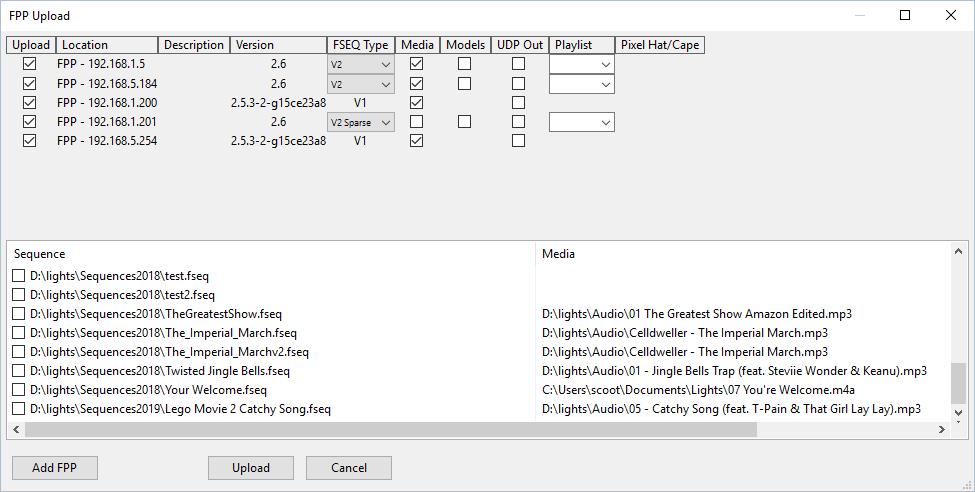 FPP Upload
Upload Location Description Version FSEQ Type Media Models UDP Out Playlist Pixel Hat/Cape
FPP - 192.168.1.5 2.6 V2
FPP - 192.168.5.184 2.6 V2
FPP - 192.168.1.200 2.5.3-2-g15ce23a8 V1
FPP - 192.168.1.201 2.6 V2 Sparse
FPP - 192.168.5.254 2.5.3-2-g15ce23a8 V1
Sequence Media
D:\lights\Sequences2018\test.fseq
D:\lights\Sequences2018\test2.fseq
D:\lights\Sequences2018\TheGreatestShow.fseq D:\lights\Audio\01 The Greatest Show Amazon Edited.mp3
D:\lights\Sequences2018\The_Imperial_March.fseq D:\lights\Audio\Celldweller - The Imperial March.mp3
D:\lights\Sequences2018\The_Imperial_Marchv2.fseq D:\lights\Audio\Celldweller - The Imperial March.mp3
D:\lights\Sequences2018\Twisted Jingle Bells.fseq D:\lights\Audio\01 - Jingle Bells Trap (feat. Steviie Wonder & Keanu).mp3
D:\lights\Sequences2018\Your Welcome.fseq C:\Users\scoot\Documents\Lights\07 You're Welcome.m4a
D:\lights\Sequences2019\Lego Movie 2 Catchy Song.fseq D:\lights\Audio\05 - Catchy Song (feat. T-Pain & That Girl Lay Lay).mp3
Add FPP Upload Cancel